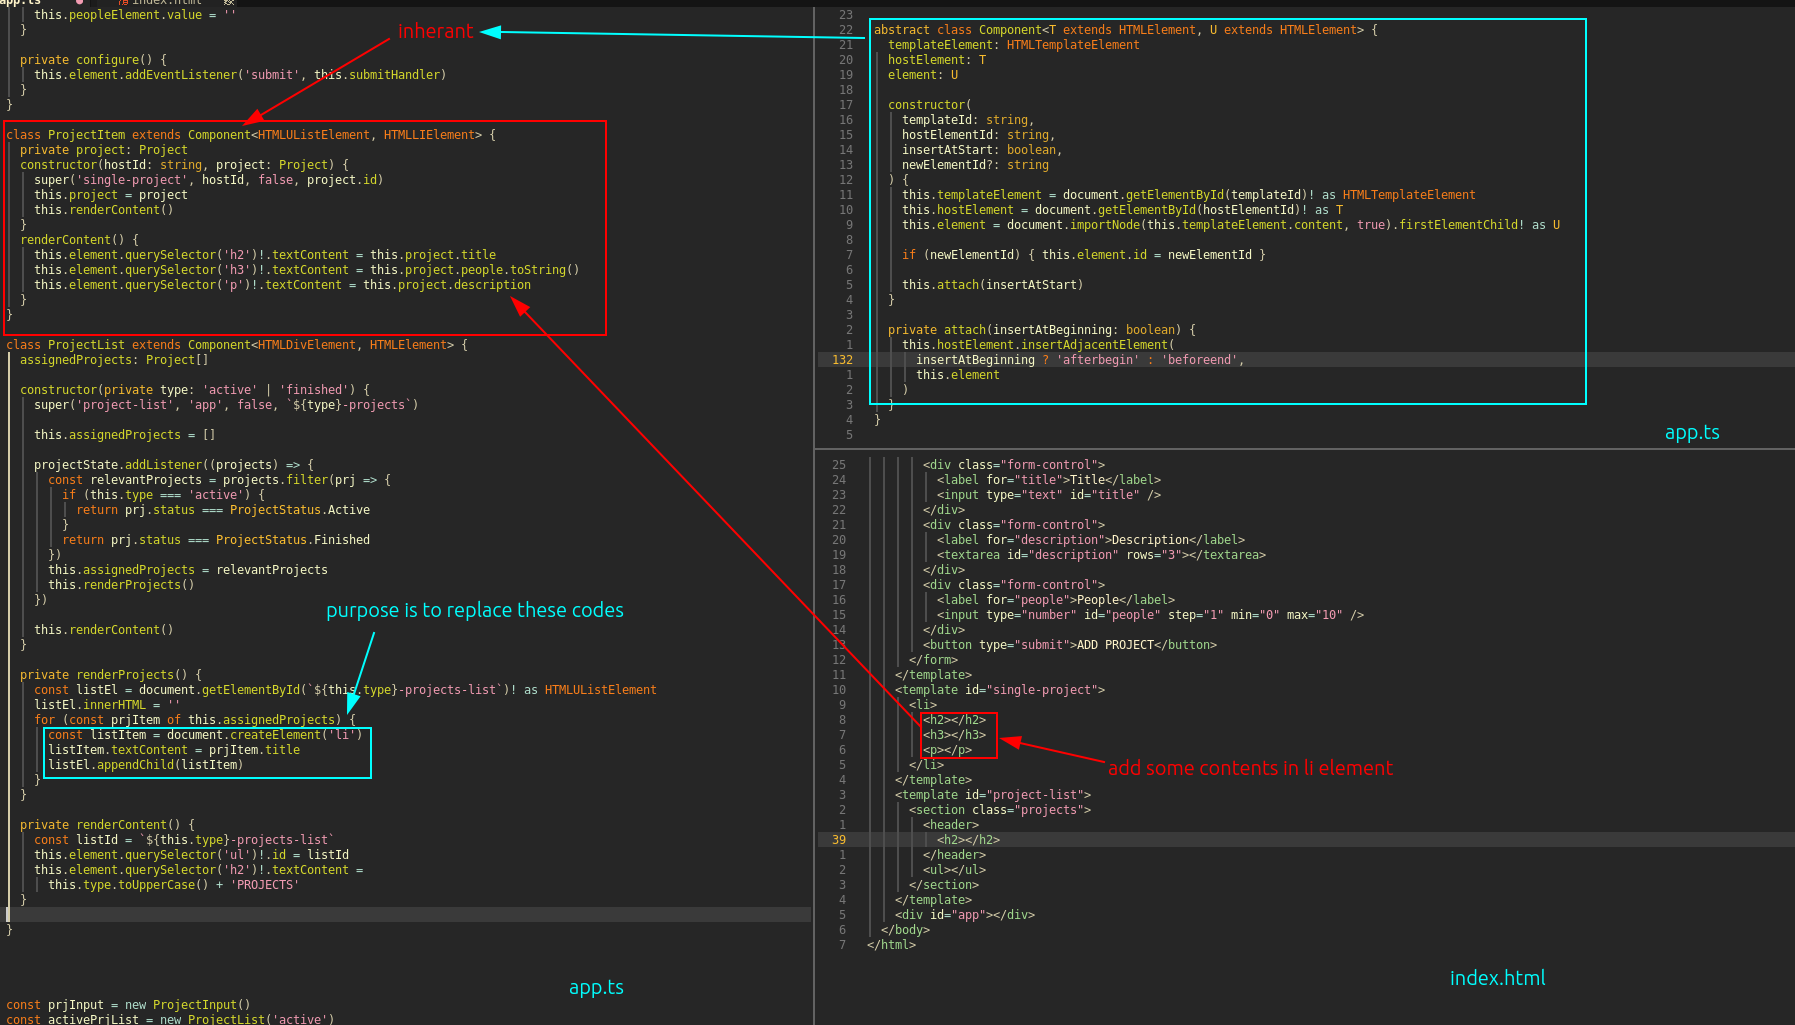 app.ts
index.html
this.peopleElement.value = ''
}
private configure() {
this.element.addEventListener('submit', this.submitHandler)
}
}
inherant
class ProjectItem extends Component<HTMLUListElement, HTMLLIElement> {
private project: Project
constructor(hostId: string, project: Project) {
super('single-project', hostId, false, project.id)
this.project = project
this.renderContent()
}
renderContent() {
this.element.querySelector('h2')!.textContent = this.project.title
this.element.querySelector('h3')!.textContent = this.project.people.toString()
this.element.querySelector('p')!.textContent = this.project.description
}
}
class ProjectList extends Component<HTMLDivElement, HTMLElement> {
assignedProjects: Project[]
constructor(private type: 'active' | 'finished') {
super('project-list', 'app', false, `${type}-projects`)
this.assignedProjects = []
projectState.addListener((projects) => {
const relevantProjects = projects.filter(prj => {
if (this.type === 'active') {
return prj.status === ProjectStatus.Active
}
return prj.status === ProjectStatus.Finished
})
this.assignedProjects = relevantProjects
this.renderProjects()
})
purpose is to replace these codes
this.renderContent()
}
private renderProjects() {
const listEl = document.getElementById(`${this.type}-projects-list`)! as HTMLUListElement
listEl.innerHTML = ''
for (const prjItem of this.assignedProjects) {
const listItem = document.createElement('li')
listItem.textContent = prjItem.title
listEl.appendChild(listItem)
}
}
private renderContent() {
const listId = `${this.type}-projects-list`
this.element.querySelector('ul')!.id = listId
this.element.querySelector('h2')!.textContent =
this.type.toUpperCase() + 'PROJECTS'
}
}
app.ts
const prjInput = new ProjectInput()
const activePrjList = new ProjectList('active')
23
22 abstract class Component<T extends HTMLElement, U extends HTMLElement> {
21 templateElement: HTMLTemplateElement
20 hostElement: T
19 element: U
18
17 constructor(
16 templateId: string,
15 hostElementId: string,
14 insertAtStart: boolean,
13 newElementId?: string
12 ) {
11 this.templateElement = document.getElementById(templateId)! as HTMLTemplateElement
10 this.hostElement = document.getElementById(hostElementId)! as T
9 this.element = document.importNode(this.templateElement.content, true).firstElementChild! as U
8
7 if (newElementId) { this.element.id = newElementId }
6
5 this.attach(insertAtStart)
4 }
3
2 private attach(insertAtBeginning: boolean) {
1 this.hostElement.insertAdjacentElement(
132 insertAtBeginning ? 'afterbegin' : 'beforeend',
1 this.element
2 )
3 }
4 }
5
app.ts
25 <div class="form-control">
24 <label for="title">Title</label>
23 <input type="text" id="title" />
22 </div>
21 <div class="form-control">
20 <label for="description">Description</label>
19 <textarea id="description" rows="3"></textarea>
18 </div>
17 <div class="form-control">
16 <label for="people">People</label>
15 <input type="number" id="people" step="1" min="0" max="10" />
14 </div>
13 <button type="submit">ADD PROJECT</button>
12 </form>
11 </template>
10 <template id="single-project">
9 <li>
8 <h2></h2>
7 <h3></h3>
6 <p></p>
5 </li>
add some contents in li element
4 </template>
3 <template id="project-list">
2 <section class="projects">
1 <header>
39 <h2></h2>
1 </header>
2 <ul></ul>
3 </section>
4 </template>
5 <div id="app"></div>
6 </body>
7 </html>
index.html